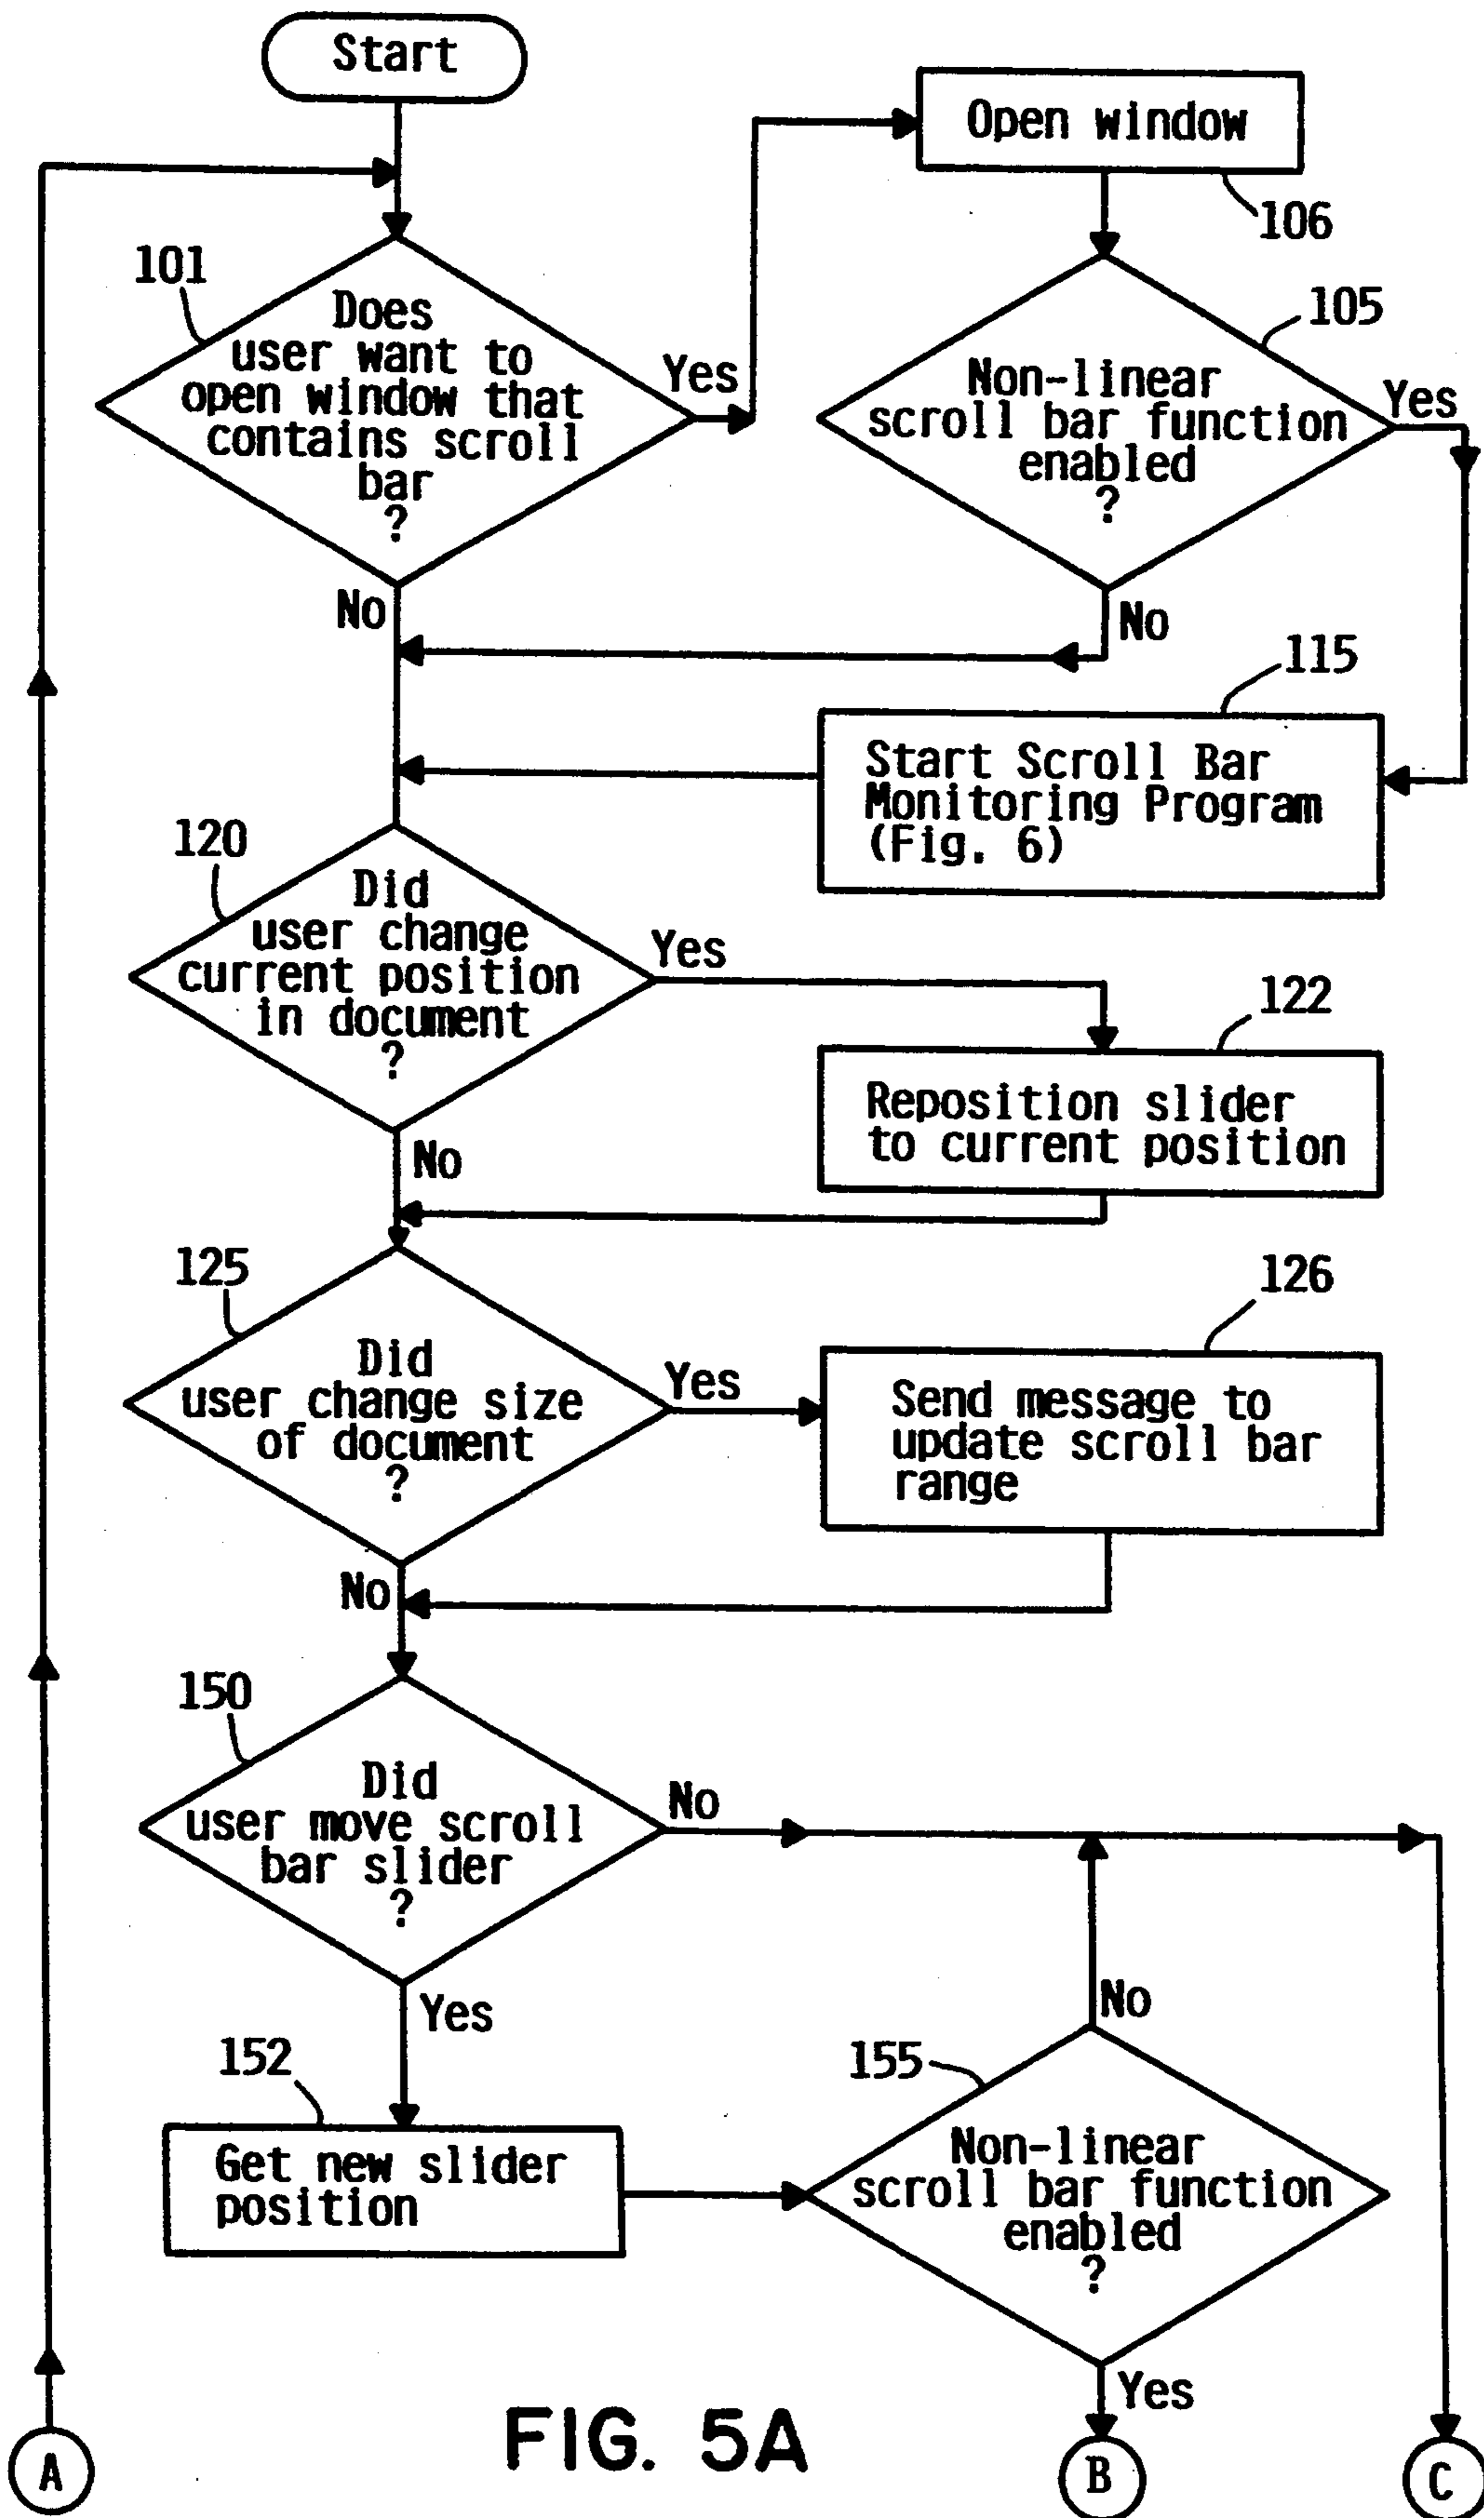 Start
Open window
106
101
Does
user want to
open window that
contains scroll
bar
?
Yes
No
105
Non-linear
scroll bar function
enabled
?
Yes
No
115
Start Scroll Bar
Monitoring Program
(Fig. 6)
120
Did
user change
current position
in document
?
Yes
No
122
Reposition slider
to current position
125
Did
user change size
of document
?
Yes
No
126
Send message to
update scroll bar
range
150
Did
user move scroll
bar slider
?
No
Yes
152
Get new slider
position
155
Non-linear
scroll bar function
enabled
?
No
Yes
A
FIG. 5A
B
C